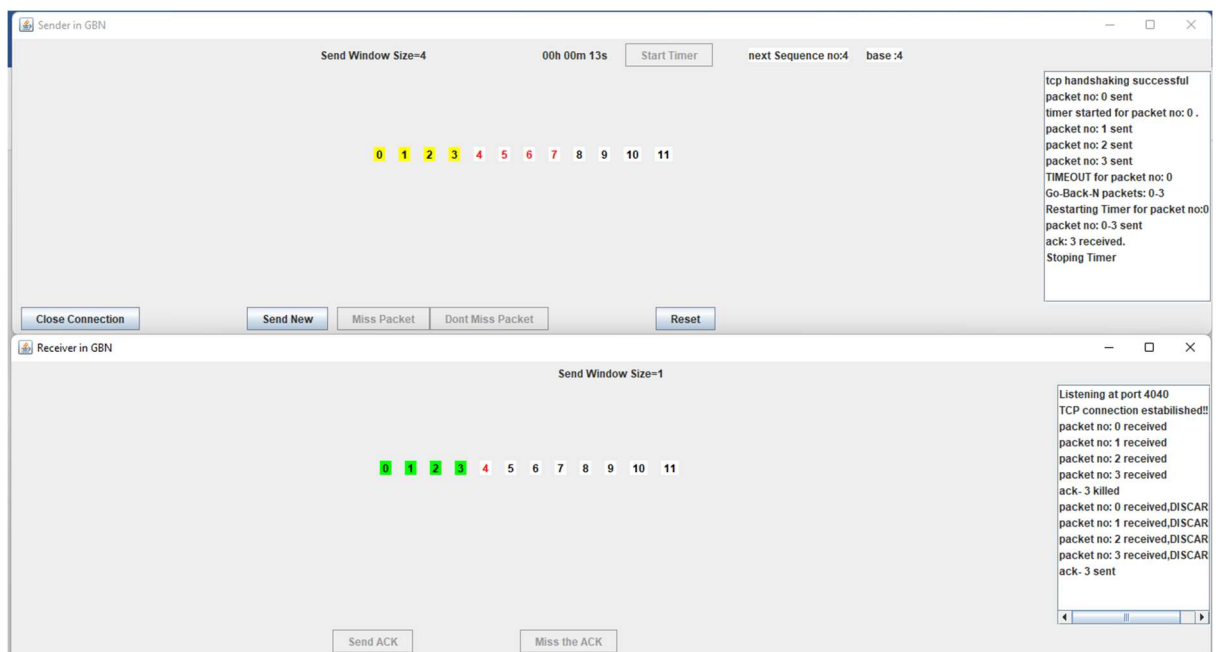 Sender in GBN
Send Window Size=4 00h 00m 13s Start Timer next Sequence no:4 base :4
tcp handshaking successful
packet no: 0 sent
timer started for packet no: 0 .
packet no: 1 sent
packet no: 2 sent
packet no: 3 sent
TIMEOUT for packet no: 0
Go-Back-N packets: 0-3
Restarting Timer for packet no:0
packet no: 0-3 sent
ack: 3 received.
Stoping Timer
0 1 2 3 4 5 6 7 8 9 10 11
Close Connection Send New Miss Packet Dont Miss Packet Reset
Receiver in GBN
Send Window Size=1
Listening at port 4040
TCP connection estabilished!!
packet no: 0 received
packet no: 1 received
packet no: 2 received
packet no: 3 received
ack- 3 killed
packet no: 0 received,DISCAR
packet no: 1 received,DISCAR
packet no: 2 received,DISCAR
packet no: 3 received,DISCAR
ack- 3 sent
0 1 2 3 4 5 6 7 8 9 10 11
Send ACK Miss the ACK